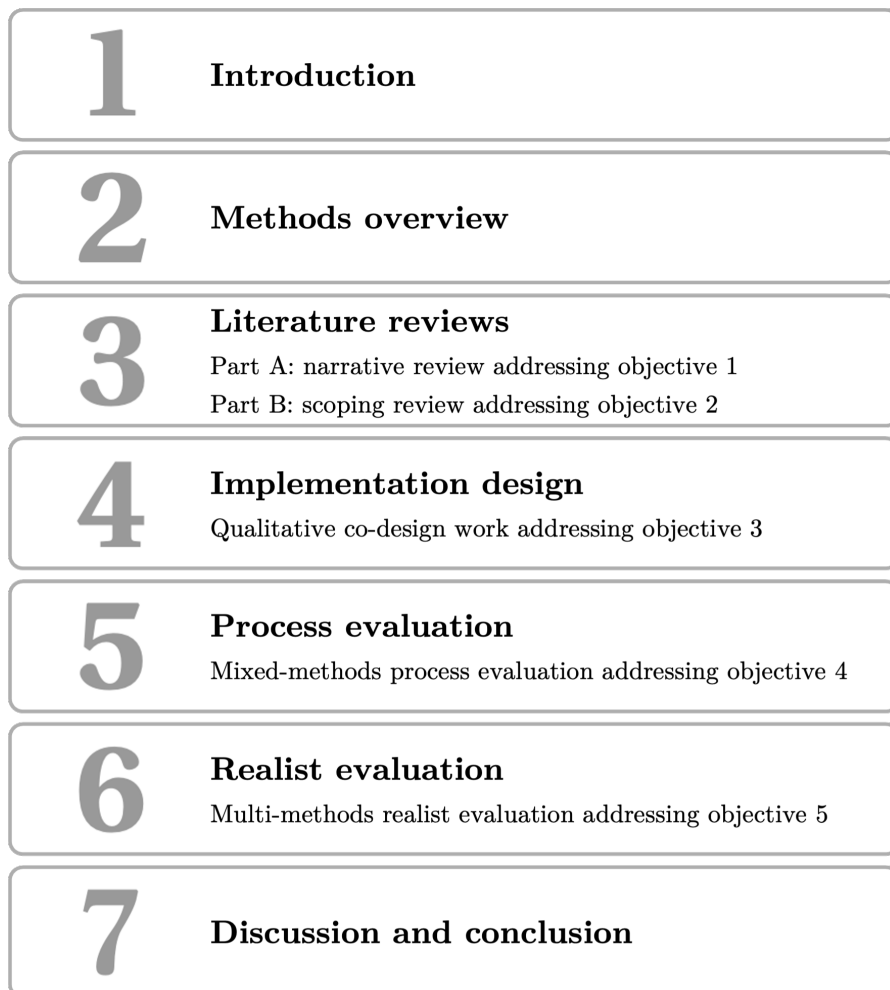 1
Introduction
2
Methods overview
3
Literature reviews
Part A: narrative review addressing objective 1
Part B: scoping review addressing objective 2
4
Implementation design
Qualitative co-design work addressing objective 3
5
Process evaluation
Mixed-methods process evaluation addressing objective 4
6
Realist evaluation
Multi-methods realist evaluation addressing objective 5
7
Discussion and conclusion